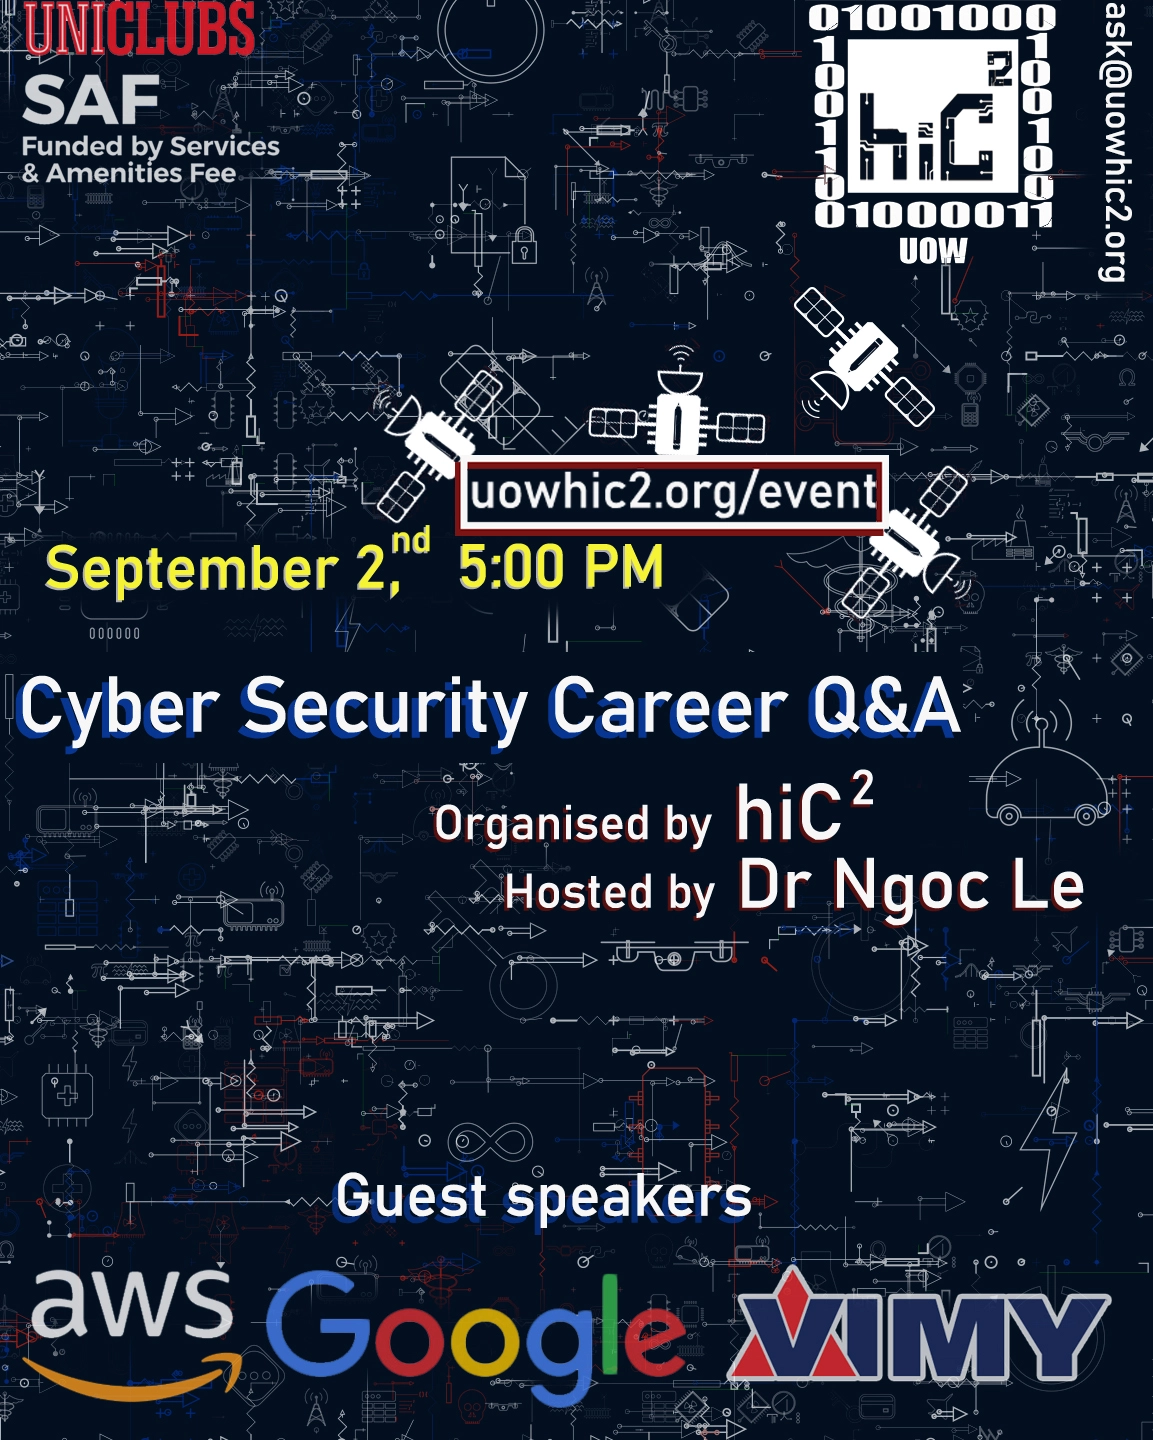 UNICLUBS
SAF
Funded by Services
& Amenities Fee
01001000
1 1
0 0
0 0
1 1
1 0
0 0
01000011
hiC2
UOW
ask@uowhic2.org
uowhic2.org/event
September 2,nd 5:00 PM
Cyber Security Career Q&A
Organised by hiC2
Hosted by Dr Ngoc Le
Guest speakers
aws Google VIMY